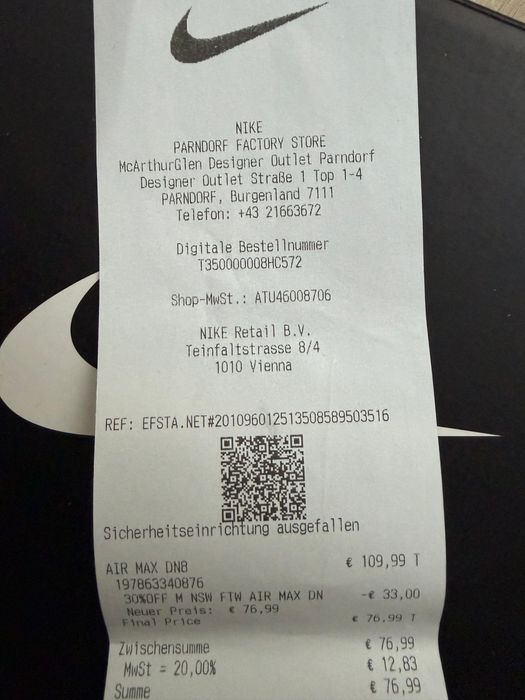 NIKE
PARNDORF FACTORY STORE
McArthurGlen Designer Outlet Parndorf
Designer Outlet Straße 1 Top 1-4
PARNDORF, Burgenland 7111
Telefon: +43 21663672
Digitale Bestellnummer
T350000008HC572
Shop-MwSt.: ATU46008706
NIKE Retail B.V.
Teinfaltstrasse 8/4
1010 Vienna
REF: EFSTA.NET#201096012513508589503516
Sicherheitseinrichtung ausgefallen
AIR MAX DN8 € 109,99 T
197863340876
30%OFF M NSW FTW AIR MAX DN -€ 33,00
Neuer Preis: € 76,99
Final Price € 76,99 T
Zwischensumme € 76,99
MwSt = 20,00% € 12,83
Summe € 76,99